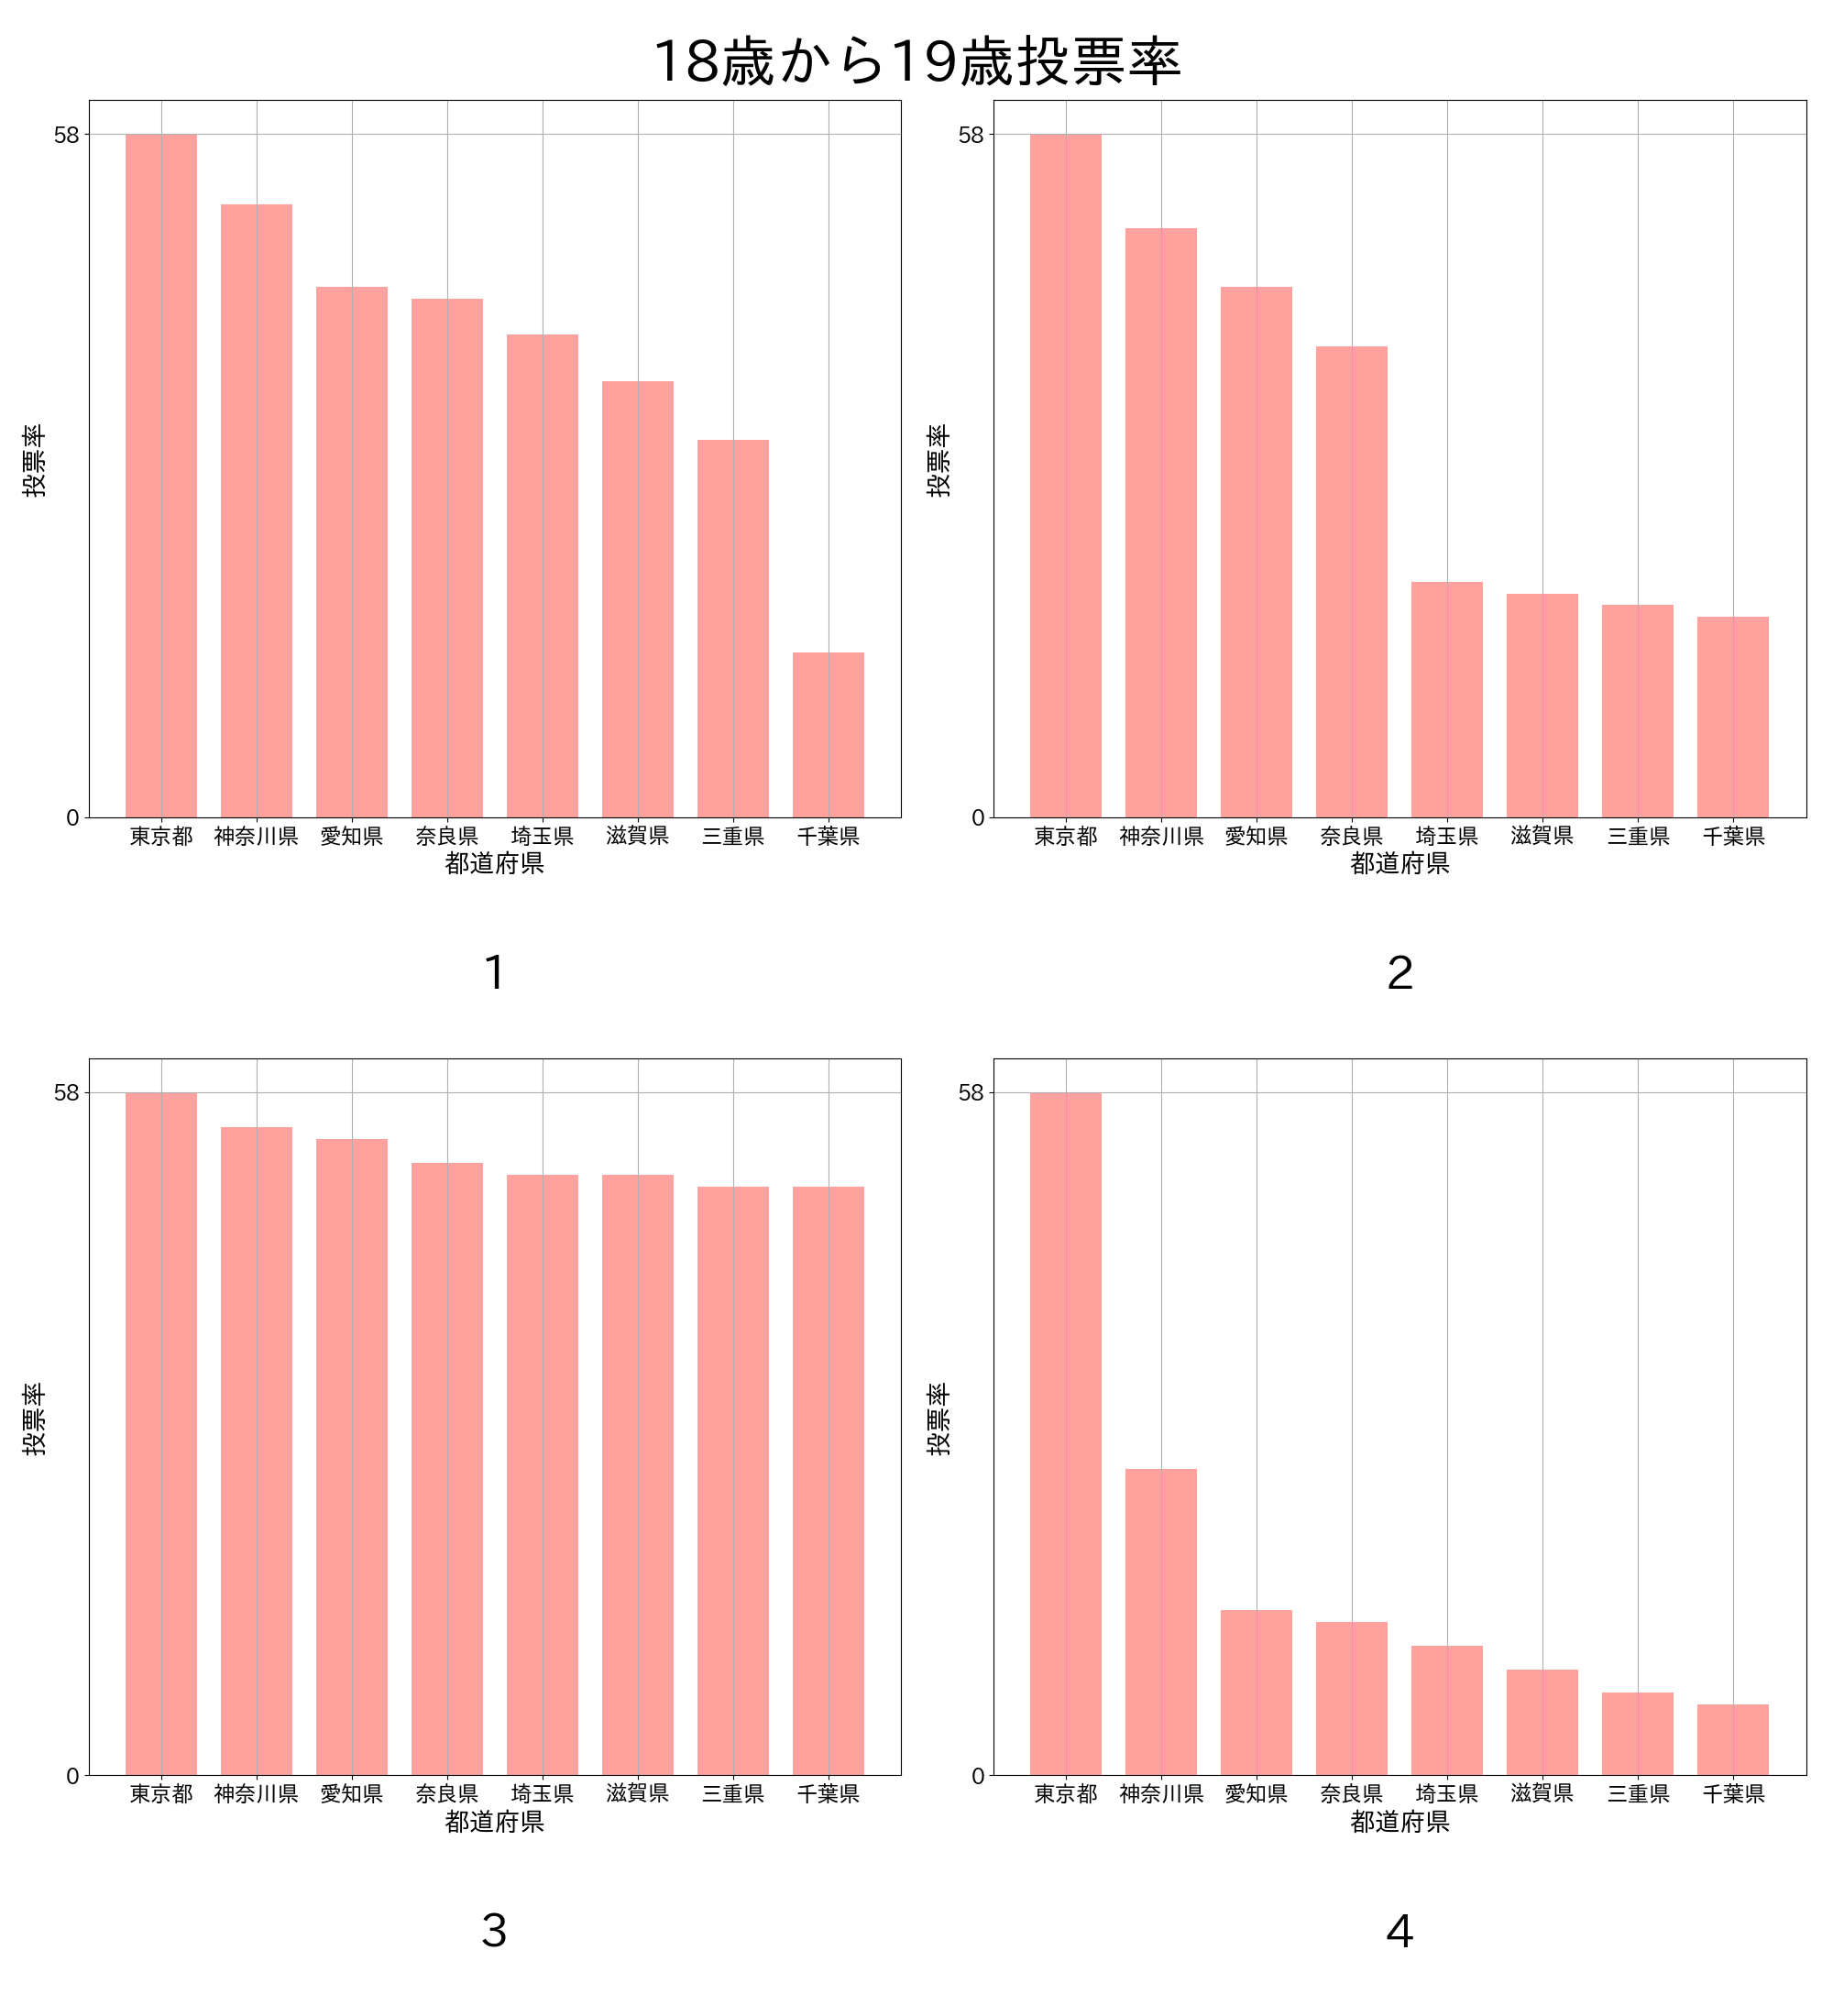 18歳から19歳投票率
58
0
投票率
東京都 神奈川県 愛知県 奈良県 埼玉県 滋賀県 三重県 千葉県
都道府県
1
58
0
投票率
東京都 神奈川県 愛知県 奈良県 埼玉県 滋賀県 三重県 千葉県
都道府県
2
58
0
投票率
東京都 神奈川県 愛知県 奈良県 埼玉県 滋賀県 三重県 千葉県
都道府県
3
58
0
投票率
東京都 神奈川県 愛知県 奈良県 埼玉県 滋賀県 三重県 千葉県
都道府県
4